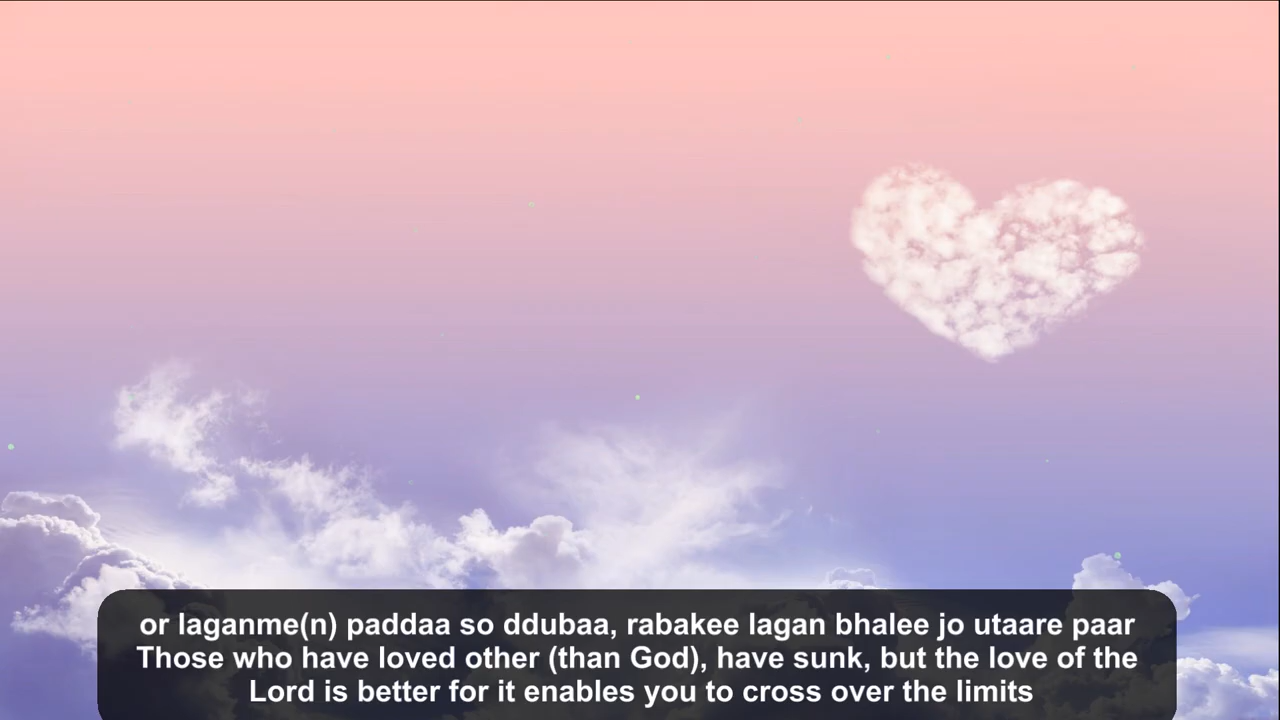 or laganme(n) paddaa so ddubaa, rabakee lagan bhalee jo utaare paar
Those who have loved other (than God), have sunk, but the love of the
Lord is better for it enables you to cross over the limits